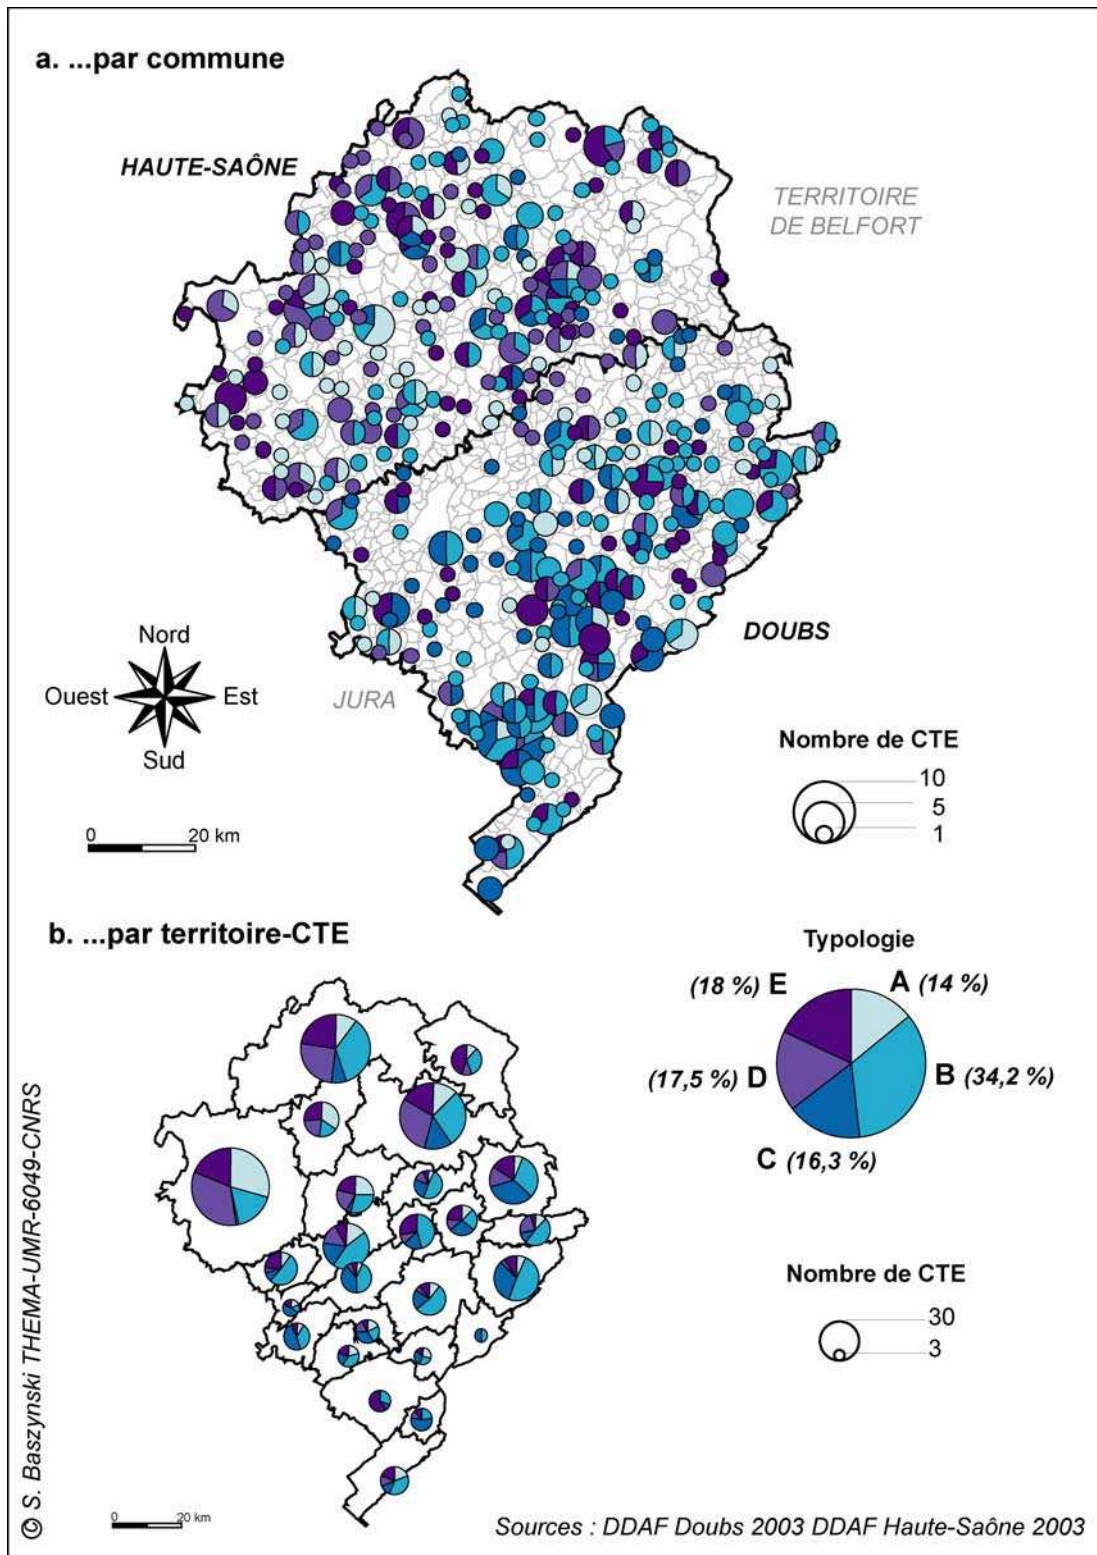 a. ...par commune
HAUTE-SAÔNE
TERRITOIRE
DE BELFORT
DOUBS
JURA
Nord
Ouest
Est
Sud
0 20 km
Nombre de CTE
10
5
1
b. ...par territoire-CTE
Typologie
(18 %) E
A (14 %)
(17,5 %) D
B (34,2 %)
C (16,3 %)
Nombre de CTE
30
3
0 20 km
© S. Baszynski THEMA-UMR-6049-CNRS
Sources : DDAF Doubs 2003 DDAF Haute-Saône 2003